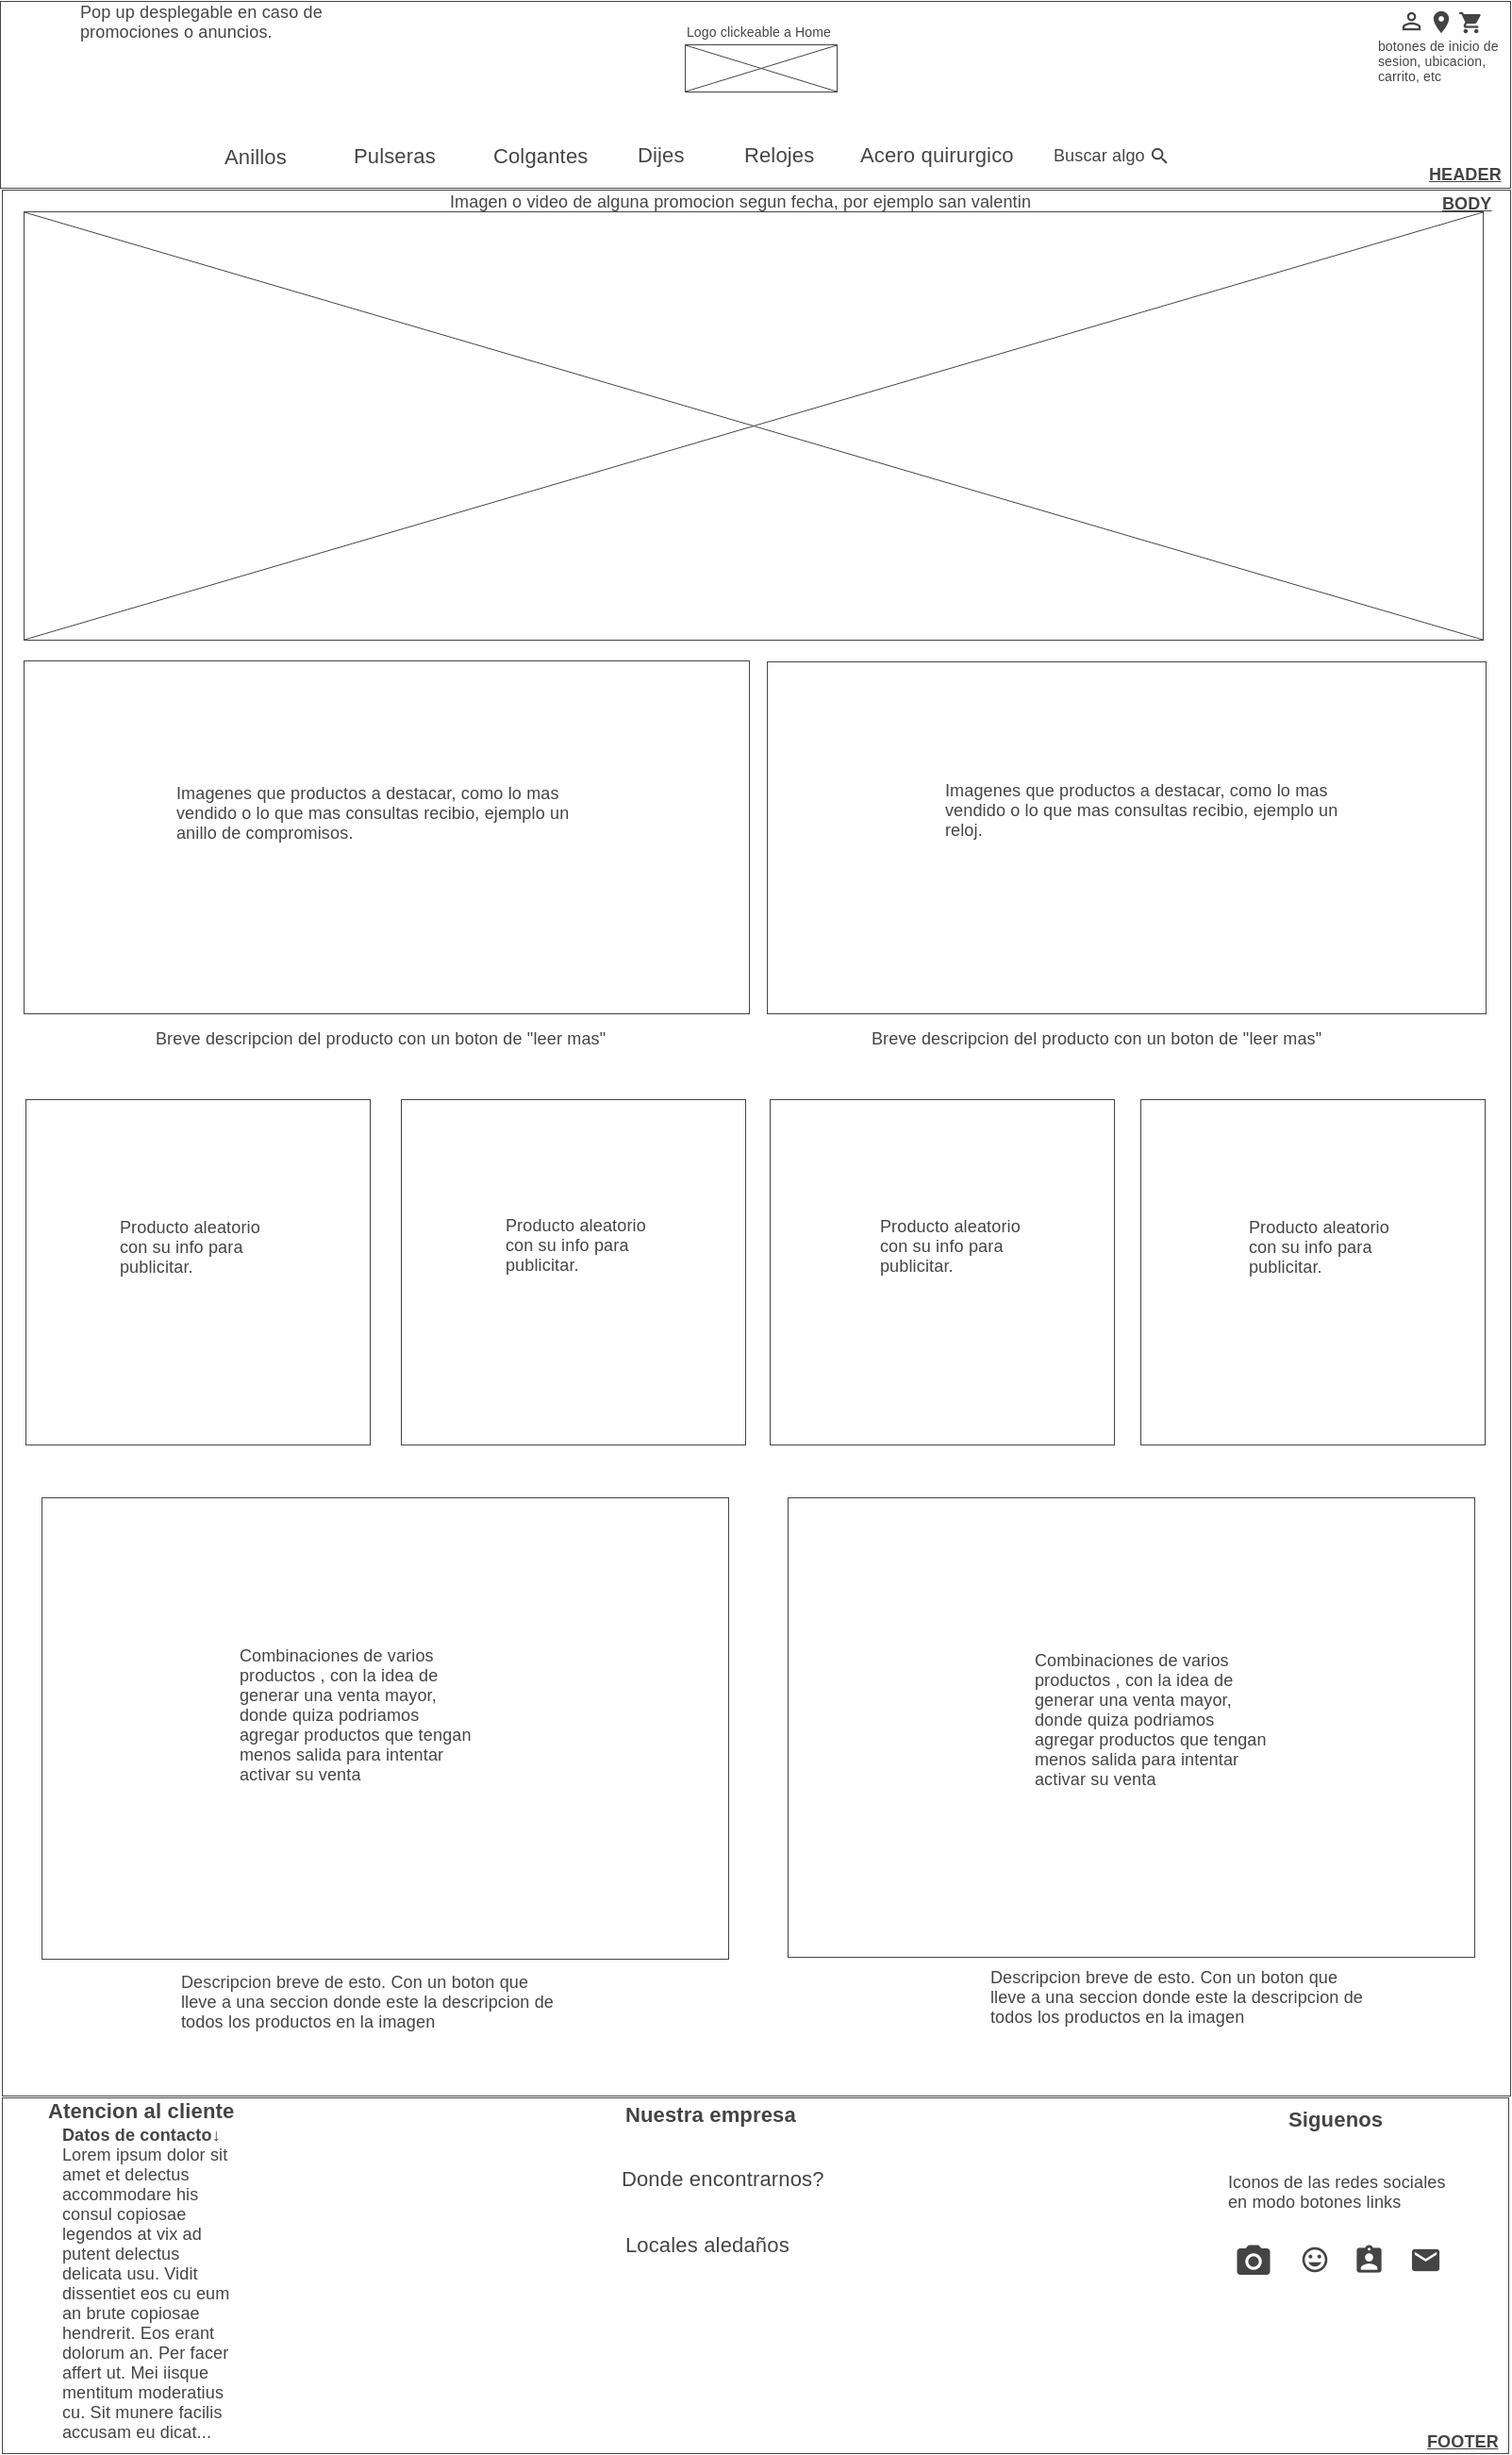 Pop up desplegable en caso de
promociones o anuncios.
Logo clickeable a Home
botones de inicio de
sesion, ubicacion,
carrito, etc
Anillos
Pulseras
Colgantes
Dijes
Relojes
Acero quirurgico
Buscar algo
HEADER
Imagen o video de alguna promocion segun fecha, por ejemplo san valentin
BODY
Imagenes que productos a destacar, como lo mas
vendido o lo que mas consultas recibio, ejemplo un
anillo de compromisos.
Imagenes que productos a destacar, como lo mas
vendido o lo que mas consultas recibio, ejemplo un
reloj.
Breve descripcion del producto con un boton de "leer mas"
Breve descripcion del producto con un boton de "leer mas"
Producto aleatorio
con su info para
publicitar.
Producto aleatorio
con su info para
publicitar.
Producto aleatorio
con su info para
publicitar.
Producto aleatorio
con su info para
publicitar.
Combinaciones de varios
productos , con la idea de
generar una venta mayor,
donde quiza podriamos
agregar productos que tengan
menos salida para intentar
activar su venta
Combinaciones de varios
productos , con la idea de
generar una venta mayor,
donde quiza podriamos
agregar productos que tengan
menos salida para intentar
activar su venta
Descripcion breve de esto. Con un boton que
lleve a una seccion donde este la descripcion de
todos los productos en la imagen
Descripcion breve de esto. Con un boton que
lleve a una seccion donde este la descripcion de
todos los productos en la imagen
Atencion al cliente
Datos de contacto↓
Lorem ipsum dolor sit
amet et delectus
accommodare his
consul copiosae
legendos at vix ad
putent delectus
delicata usu. Vidit
dissentiet eos cu eum
an brute copiosae
hendrerit. Eos erant
dolorum an. Per facer
affert ut. Mei iisque
mentitum moderatius
cu. Sit munere facilis
accusam eu dicat...
Nuestra empresa
Donde encontrarnos?
Locales aledaños
Siguenos
Iconos de las redes sociales
en modo botones links
FOOTER